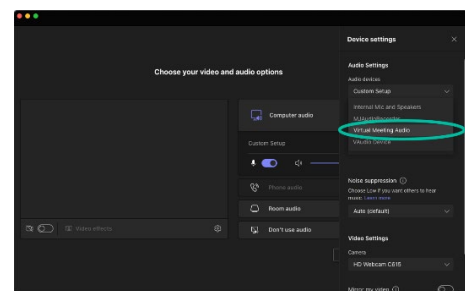 Device settings
Choose your video and audio options
Audio Settings
Audio devices
Custom Setup
Computer audio
Internal Mic and Speakers
Virtual Meeting Audio
Custom Setup
Noise suppression
Choose Low if you want others to hear
music. Learn more
Phone audio
Auto (default)
Room audio
Video effects
Don't use audio
Video Settings
Camera
HD Webcam C615
Mirror my video